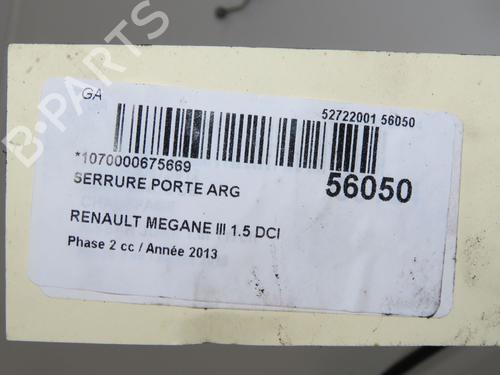 GA
52722001 56050
*1070000675669
SERRURE PORTE ARG
56050
RENAULT MEGANE III 1.5 DCI
Phase 2 cc / Année 2013
B-PARTS